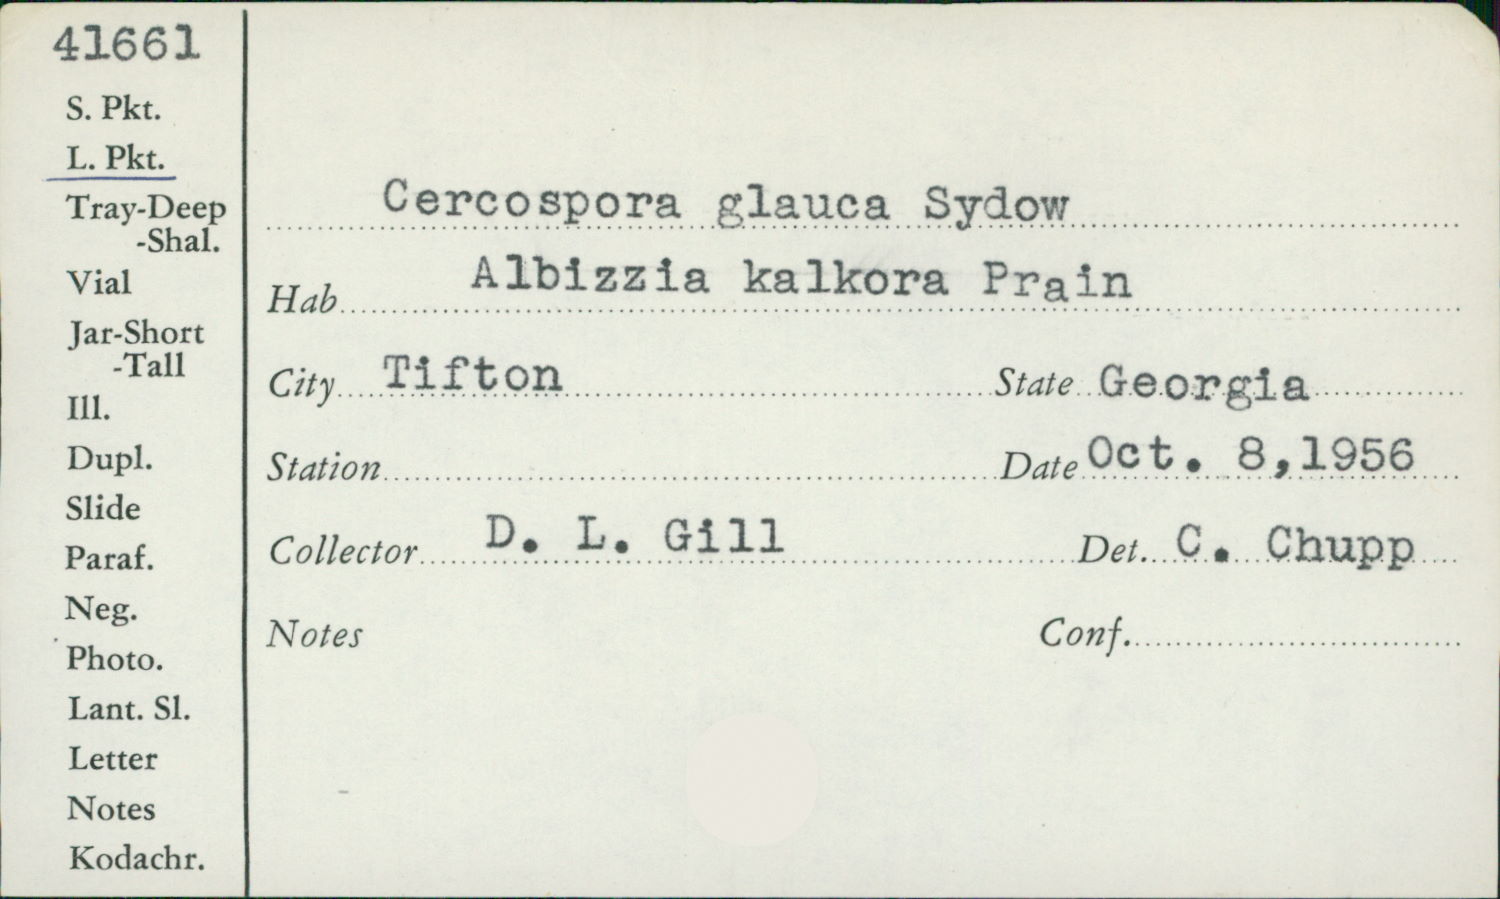 41661
S. Pkt.
L. Pkt.
Tray-Deep
-Shal.
Vial
Jar-Short
-Tall
Ill.
Dupl.
Slide
Paraf.
Neg.
Photo.
Lant. Sl.
Letter
Notes
Kodachr.
Cercospora glauca Sydow
Hab. Albizzia kalkora Prain
City Tifton State Georgia
Station Date Oct. 8,1956
Collector D. L. Gill Det. C. Chupp
Notes Conf.